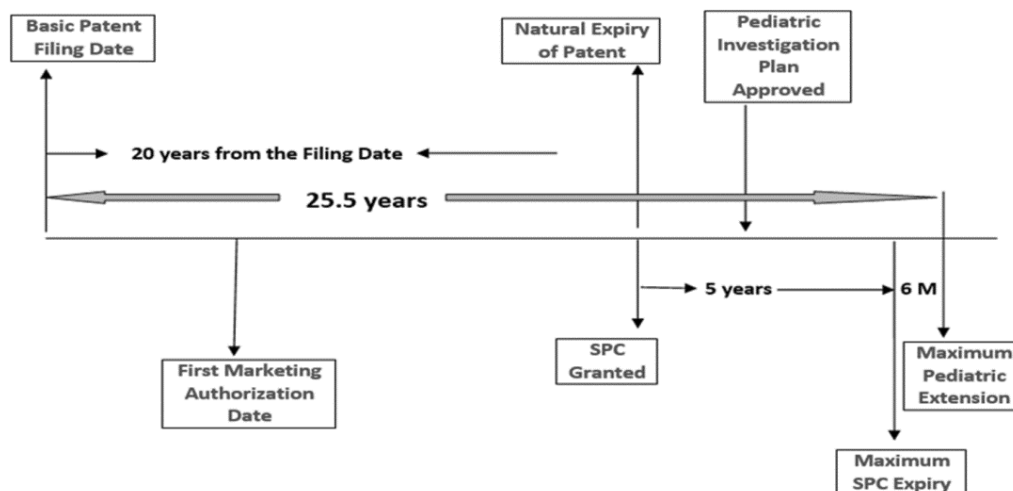 Basic Patent
Filing Date
Natural Expiry
of Patent
Pediatric
Investigation
Plan
Approved
20 years from the Filing Date
25.5 years
5 years
6 M
First Marketing
Authorization
Date
SPC
Granted
Maximum
Pediatric
Extension
Maximum
SPC Expiry